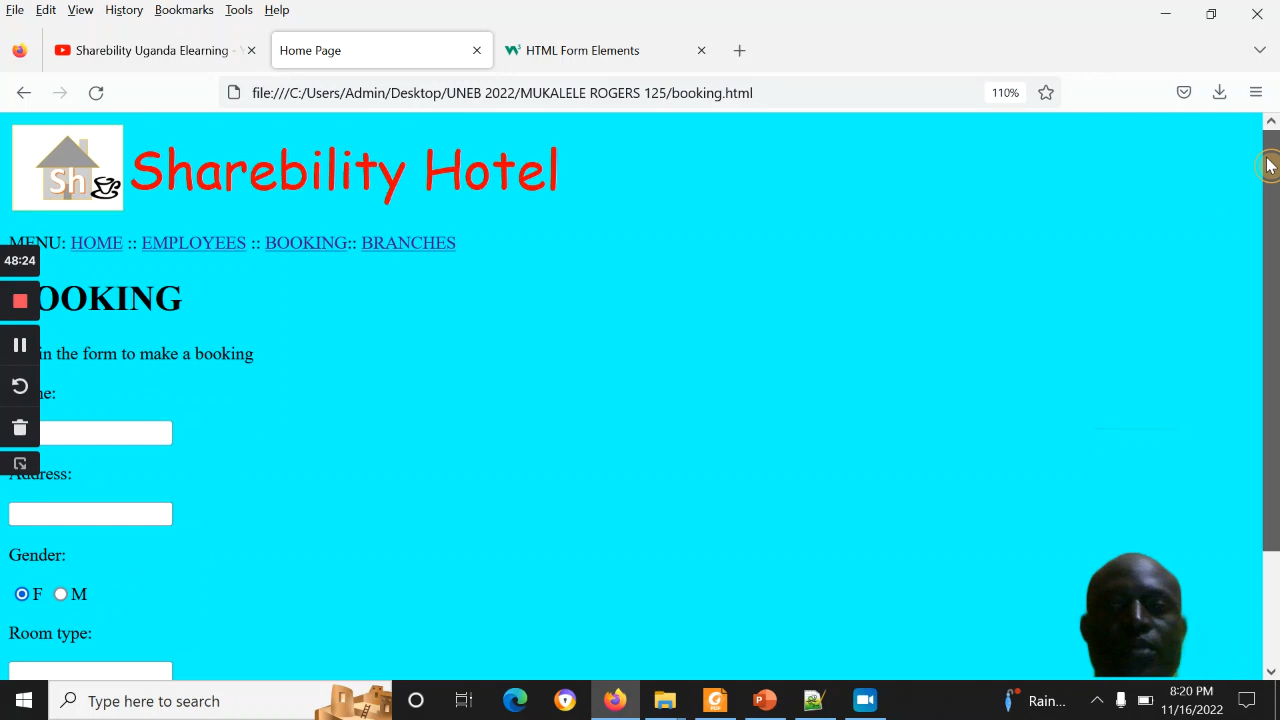 File Edit View History Bookmarks Tools Help
Sharebility Uganda Elearning -
Home Page
HTML Form Elements
file:///C:/Users/Admin/Desktop/UNEB 2022/MUKALELE ROGERS 125/booking.html
110%
Sh
Sharebility Hotel
MENU: HOME :: EMPLOYEES :: BOOKING:: BRANCHES
48:24
OOKING
in the form to make a booking
ne:
Address:
Gender:
F M
Room type:
Type here to search
Rain...
8:20 PM
11/16/2022